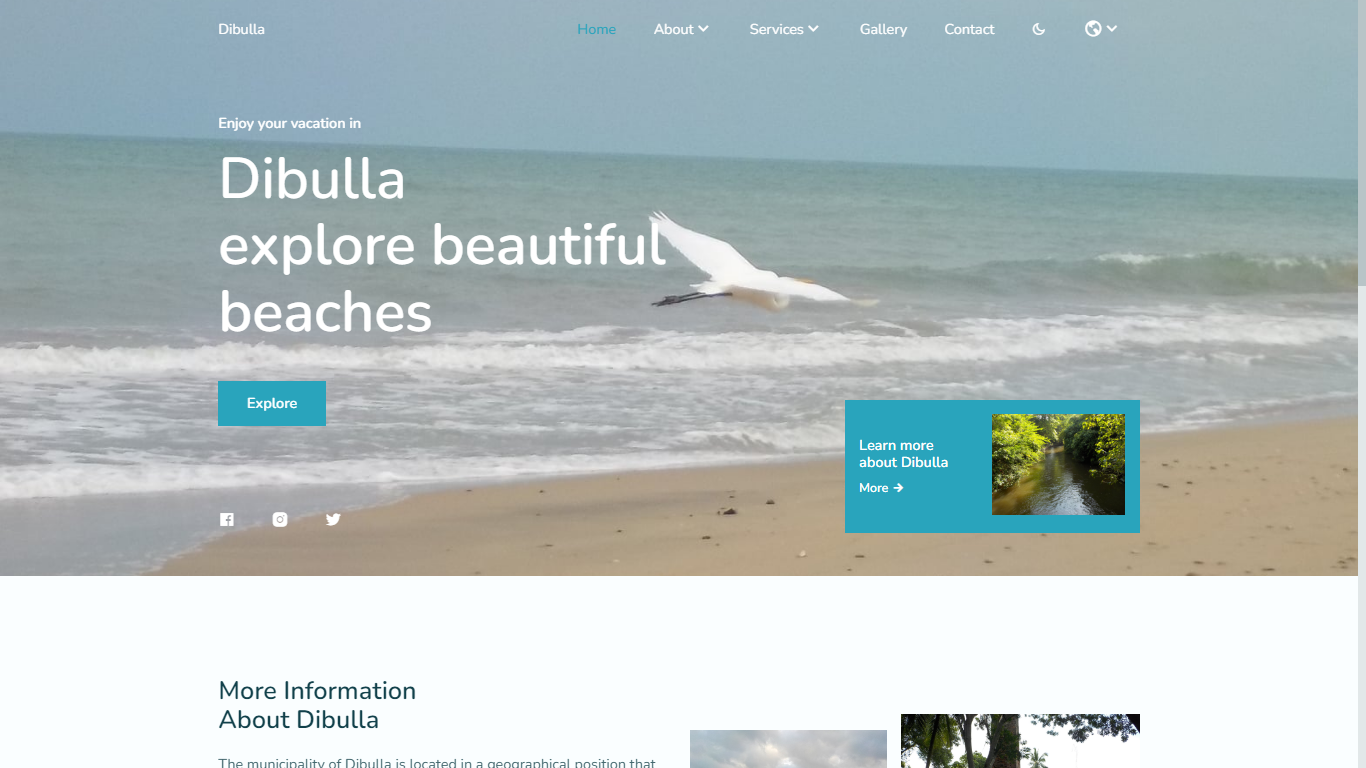 Dibulla
Home
About
Services
Gallery
Contact
Enjoy your vacation in
Dibulla
explore beautiful
beaches
Explore
Learn more
about Dibulla
More
More Information
About Dibulla
The municipality of Dibulla is located in a geographical position that